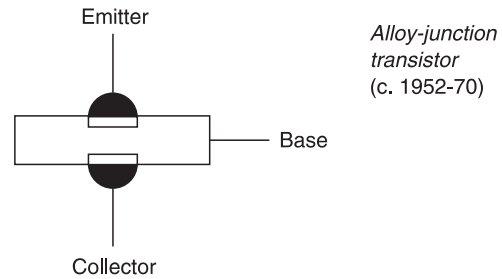 Emitter
Alloy-junction
transistor
(c. 1952-70)
Base
Collector